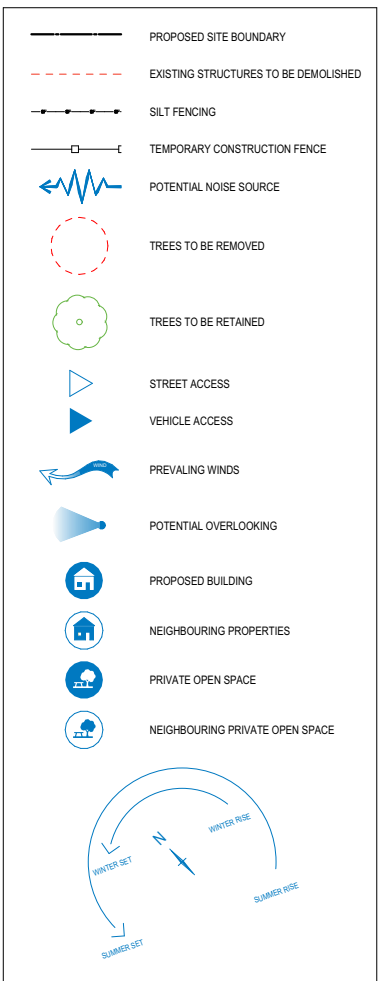 PROPOSED SITE BOUNDARY
EXISTING STRUCTURES TO BE DEMOLISHED
SILT FENCING
TEMPORARY CONSTRUCTION FENCE
POTENTIAL NOISE SOURCE
TREES TO BE REMOVED
TREES TO BE RETAINED
STREET ACCESS
VEHICLE ACCESS
WIND
PREVALING WINDS
POTENTIAL OVERLOOKING
PROPOSED BUILDING
NEIGHBOURING PROPERTIES
PRIVATE OPEN SPACE
NEIGHBOURING PRIVATE OPEN SPACE
WINTER RISE
N
WINTER SET
SUMMER RISE
SUMMER SET